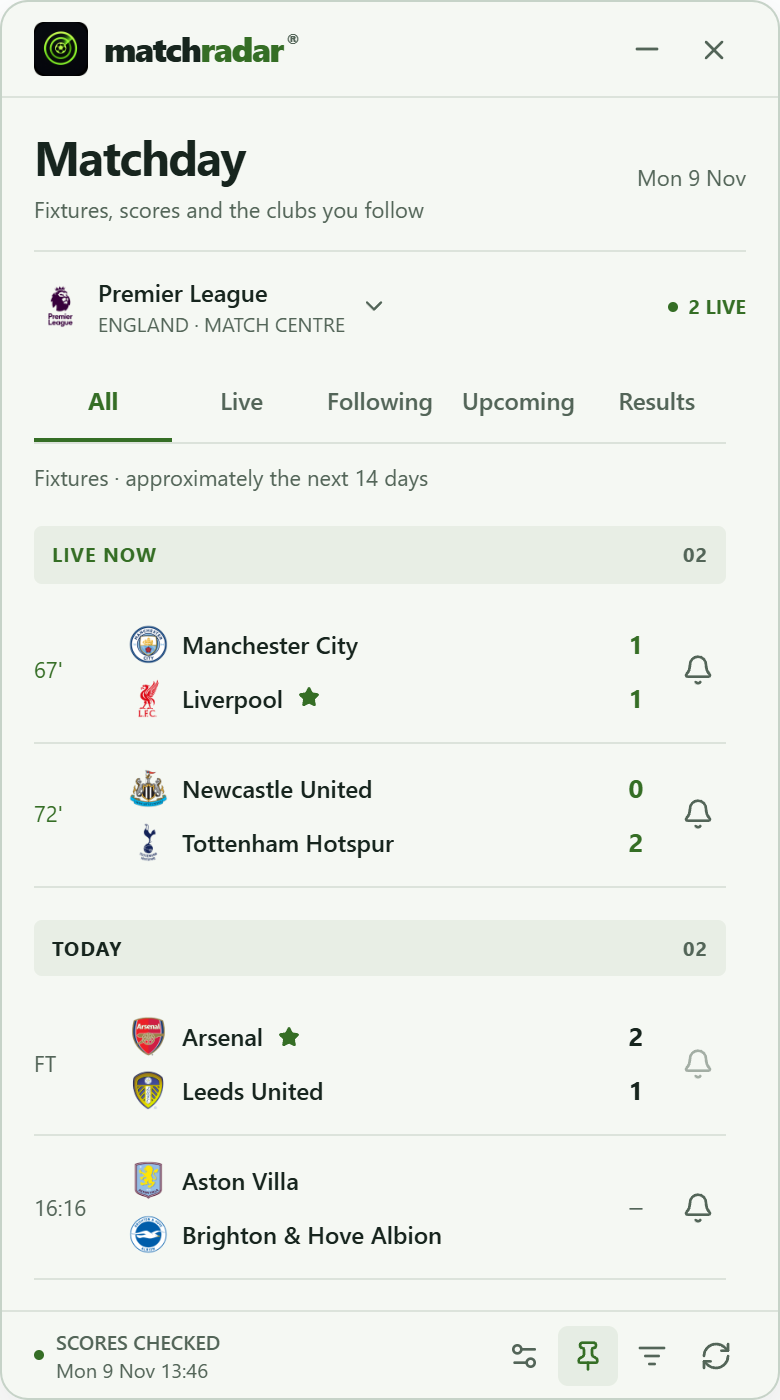 matchradar®
Matchday
Mon 9 Nov
Fixtures, scores and the clubs you follow
Premier League
Premier
League
ENGLAND · MATCH CENTRE
2 LIVE
All
Live
Following
Upcoming
Results
Fixtures · approximately the next 14 days
LIVE NOW 02
67'
Manchester City 1
Liverpool 1
L.F.C.
72'
Newcastle United 0
Tottenham Hotspur 2
TODAY 02
FT
Arsenal
Arsenal 2
Leeds United 1
16:16
Aston Villa
–
Brighton & Hove Albion
SCORES CHECKED
Mon 9 Nov 13:46